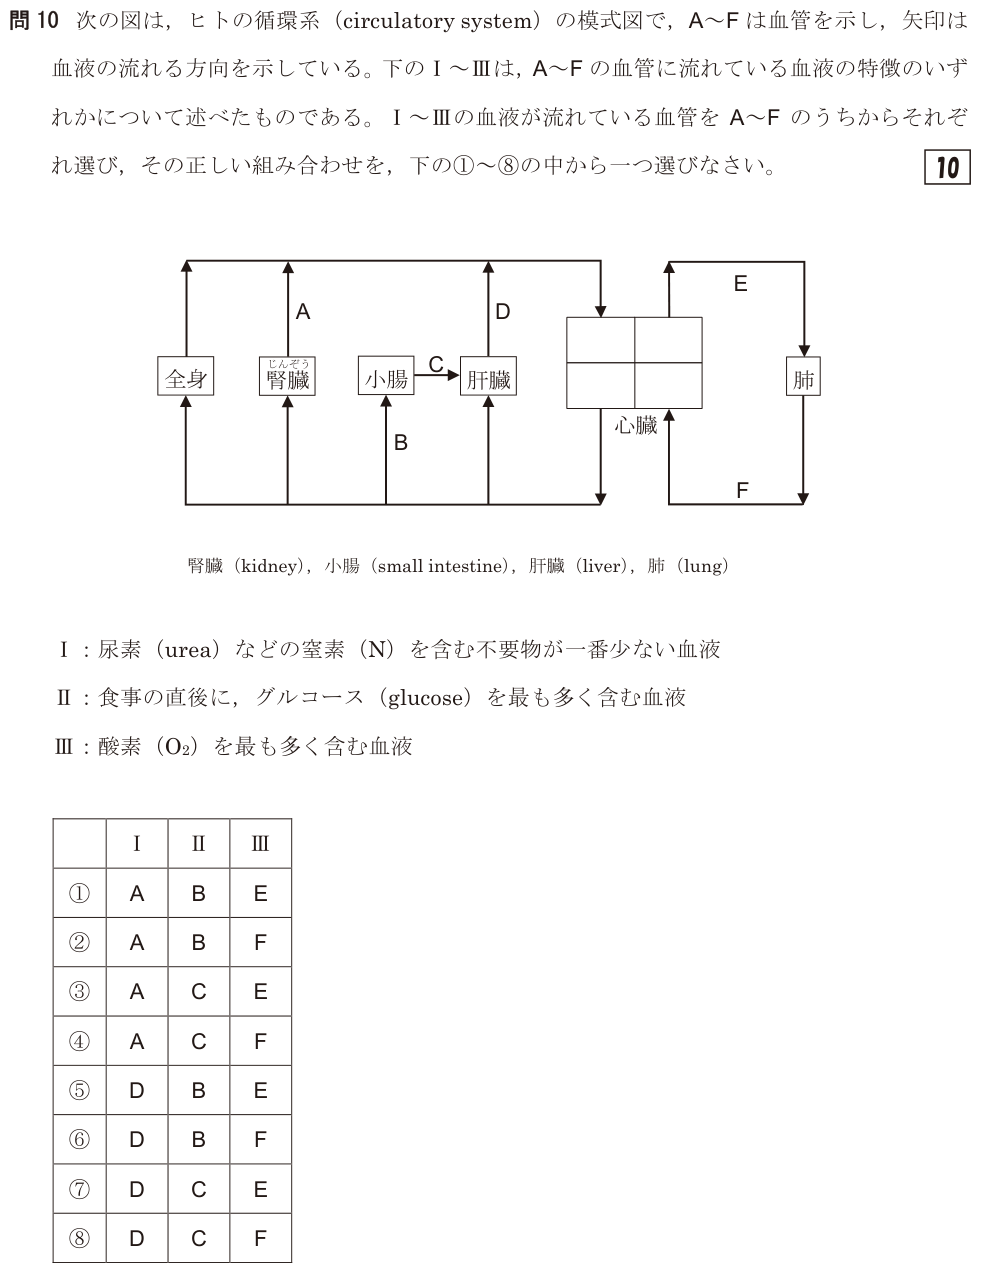 問10 次の図は，ヒトの循環系（circulatory system）の模式図で，A～F は血管を示し，矢印は
血液の流れる方向を示している。下のⅠ～Ⅲは，A～F の血管に流れている血液の特徴のいず
れかについて述べたものである。Ⅰ～Ⅲの血液が流れている血管を A～F のうちからそれぞ
れ選び，その正しい組み合わせを，下の①～⑧の中から一つ選びなさい。 10
E
A D
じんぞう
全身 腎臓 小腸 C 肝臓 肺
心臓
B
F
腎臓（kidney），小腸（small intestine），肝臓（liver），肺（lung）
Ⅰ：尿素（urea）などの窒素（N）を含む不要物が一番少ない血液
Ⅱ：食事の直後に，グルコース（glucose）を最も多く含む血液
Ⅲ：酸素（O₂）を最も多く含む血液
Ⅰ Ⅱ Ⅲ
① A B E
② A B F
③ A C E
④ A C F
⑤ D B E
⑥ D B F
⑦ D C E
⑧ D C F